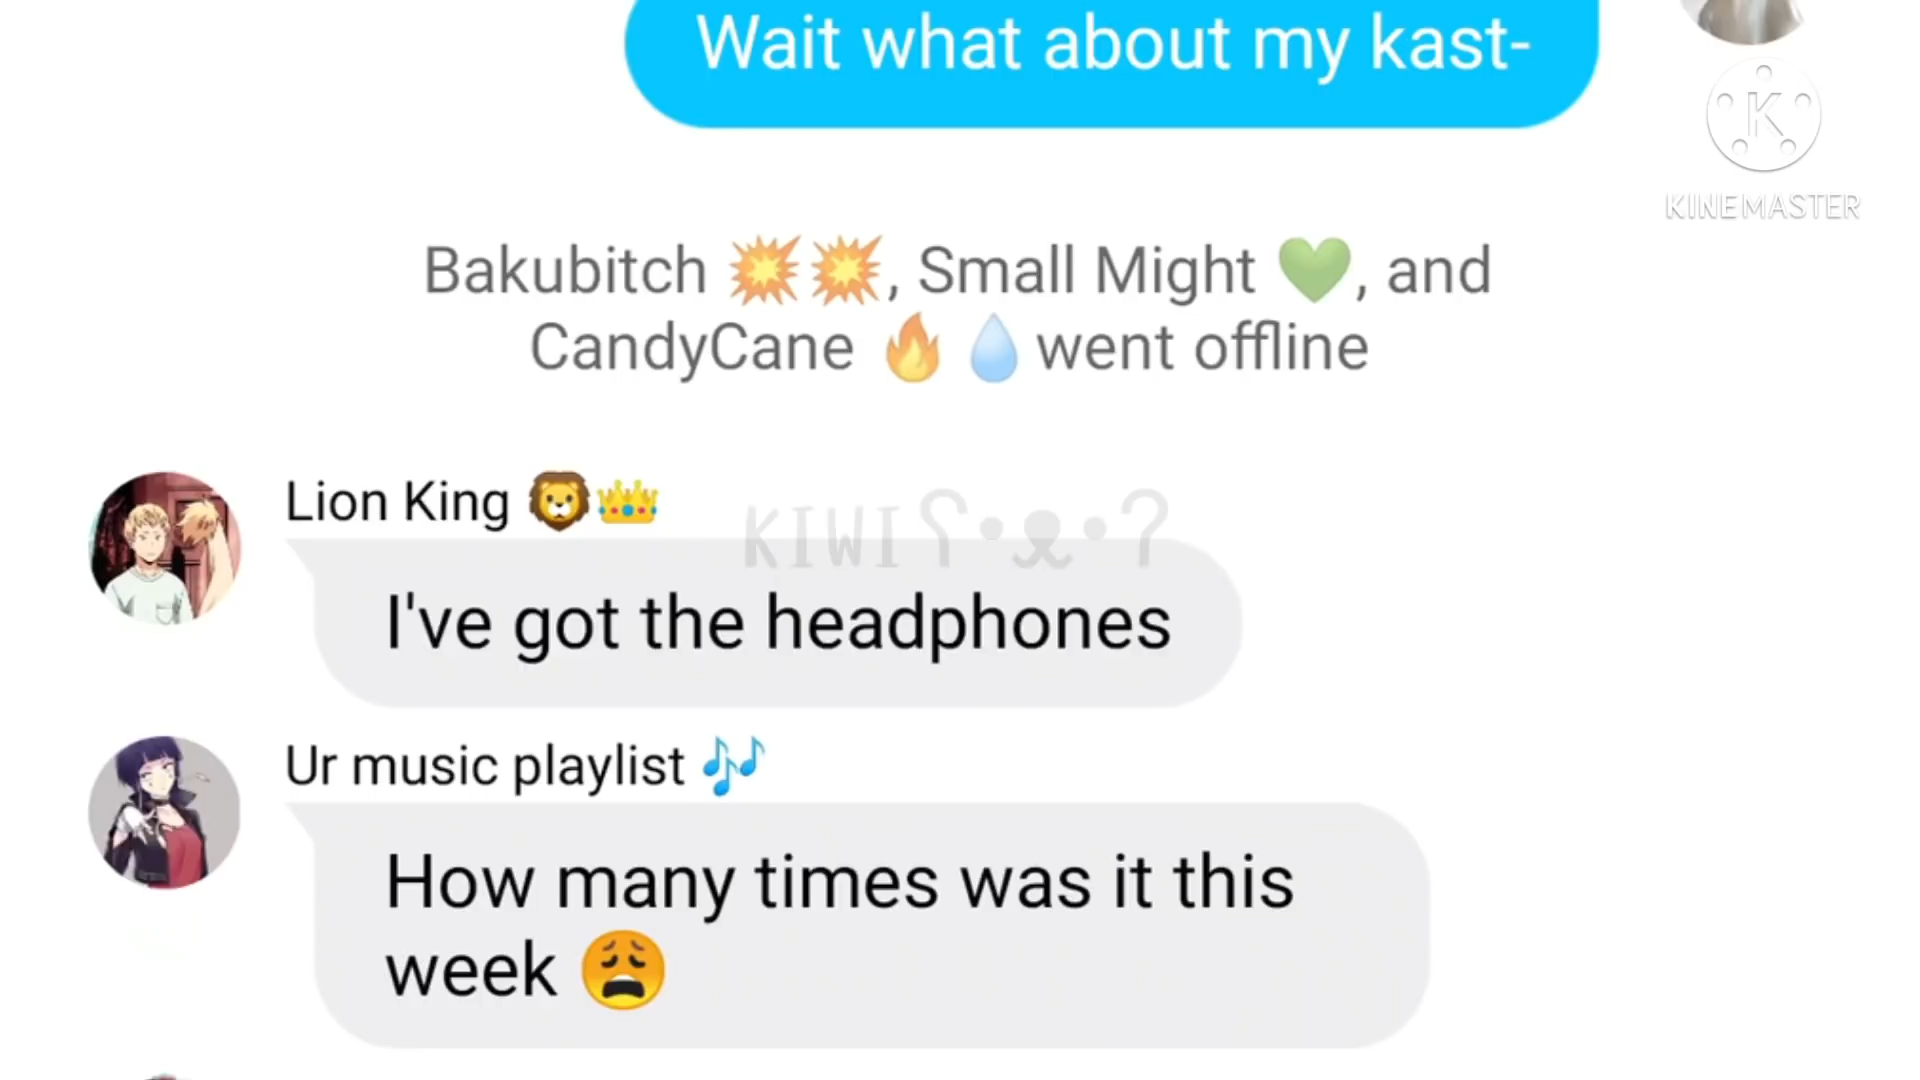 Wait what about my kast-
K
KINEMASTER
Bakubitch 💥💥, Small Might 💚, and
CandyCane 🔥💧went offline
Lion King 🦁👑
KIWIʕ•ᴥ•ʔ
I've got the headphones
Ur music playlist 🎶
How many times was it this
week 😩